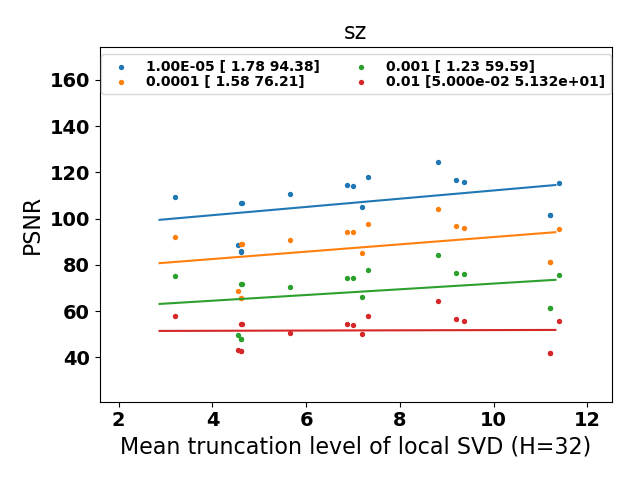 sz
1.00E-05 [ 1.78 94.38]
0.0001 [ 1.58 76.21]
0.001 [ 1.23 59.59]
0.01 [5.000e-02 5.132e+01]
PSNR
160
140
120
100
80
60
40
2 4 6 8 10 12
Mean truncation level of local SVD (H=32)